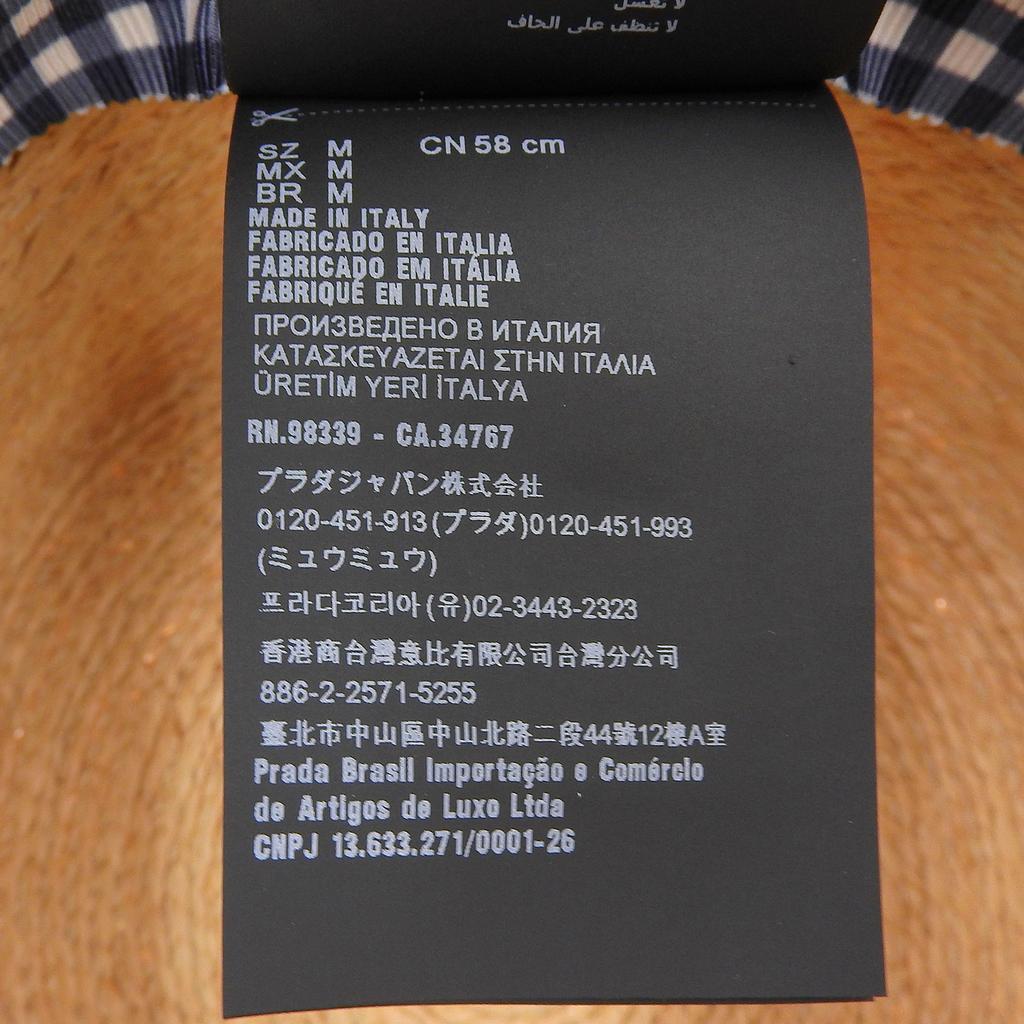 لا تغسل
لا تنظف على الجاف
SZ M CN 58 cm
MX M
BR M
MADE IN ITALY
FABRICADO EN ITALIA
FABRICADO EM ITÁLIA
FABRIQUÉ EN ITALIE
ПРОИЗВЕДЕНО В ИТАЛИЯ
ΚΑΤΑΣΚΕΥΑΖΕΤΑΙ ΣΤΗΝ ΙΤΑΛΙΑ
ÜRETİM YERİ İTALYA
RN.98339 - CA.34767
プラダジャパン株式会社
0120-451-913(プラダ)0120-451-993
(ミュウミュウ)
프라다코리아(유)02-3443-2323
香港商台灣意比有限公司台灣分公司
886-2-2571-5255
臺北市中山區中山北路二段44號12樓A室
Prada Brasil Importação e Comércio
de Artigos de Luxo Ltda
CNPJ 13.633.271/0001-26